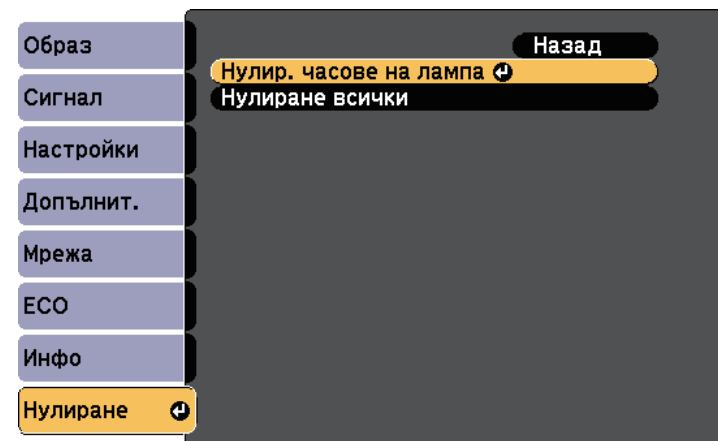 Образ
Сигнал
Настройки
Допълнит.
Мрежа
ECO
Инфо
Нулиране
Назад
Нулир. часове на лампа
Нулиране всички